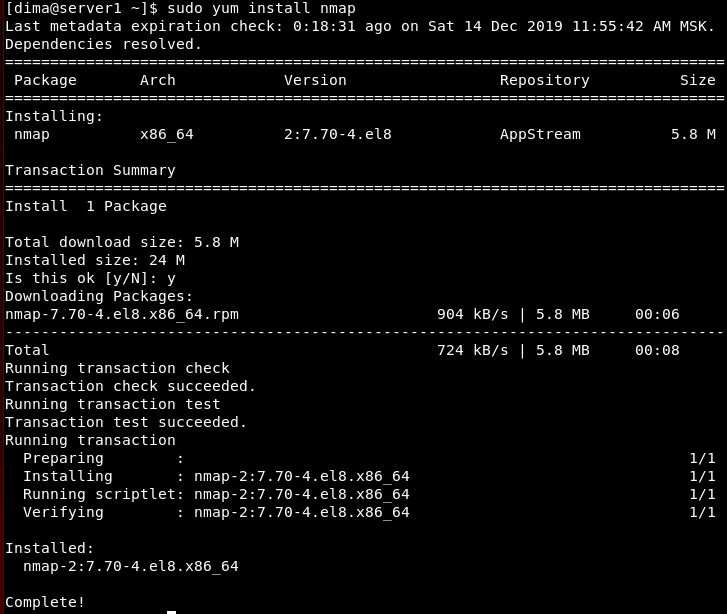 [dima@server1 ~]$ sudo yum install nmap
Last metadata expiration check: 0:18:31 ago on Sat 14 Dec 2019 11:55:42 AM MSK.
Dependencies resolved.
================================================================================
 Package       Arch            Version                 Repository          Size
================================================================================
Installing:
 nmap          x86_64          2:7.70-4.el8            AppStream          5.8 M

Transaction Summary
================================================================================
Install  1 Package

Total download size: 5.8 M
Installed size: 24 M
Is this ok [y/N]: y
Downloading Packages:
nmap-7.70-4.el8.x86_64.rpm                      904 kB/s | 5.8 MB     00:06
--------------------------------------------------------------------------------
Total                                           724 kB/s | 5.8 MB     00:08
Running transaction check
Transaction check succeeded.
Running transaction test
Transaction test succeeded.
Running transaction
  Preparing        :                                                        1/1
  Installing       : nmap-2:7.70-4.el8.x86_64                               1/1
  Running scriptlet: nmap-2:7.70-4.el8.x86_64                               1/1
  Verifying        : nmap-2:7.70-4.el8.x86_64                               1/1

Installed:
  nmap-2:7.70-4.el8.x86_64

Complete!